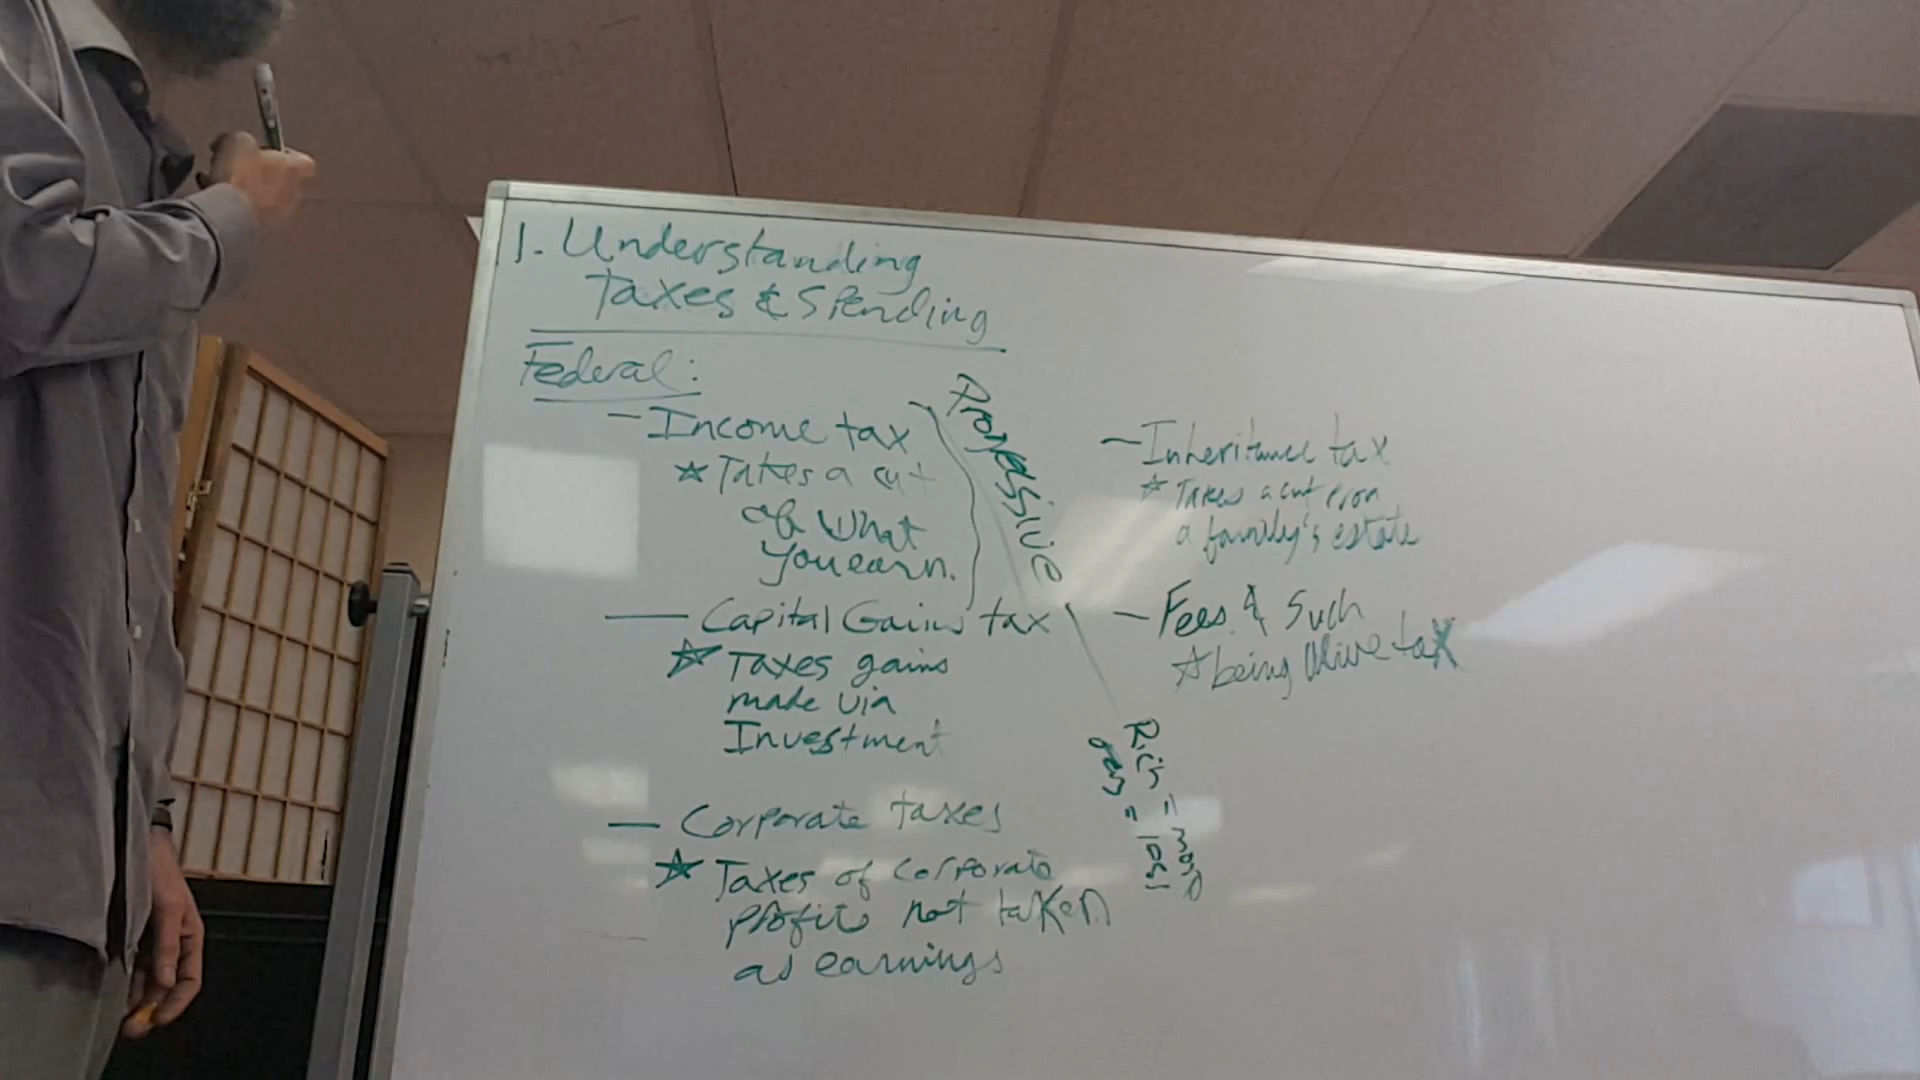 1. Understanding
Taxes & Spending
Federal:
— Income tax
☆ Takes a cut
of what
you earn.
— Capital Gains tax
☆ Taxes gains
made via
Investment
— Corporate taxes
☆ Taxes of corporate
profits not taken
as earnings
Progressive
Rich = more
= less
— Inheritance tax
☆ Takes a cut from
a family's estate
— Fees & Such
☆ being alive tax